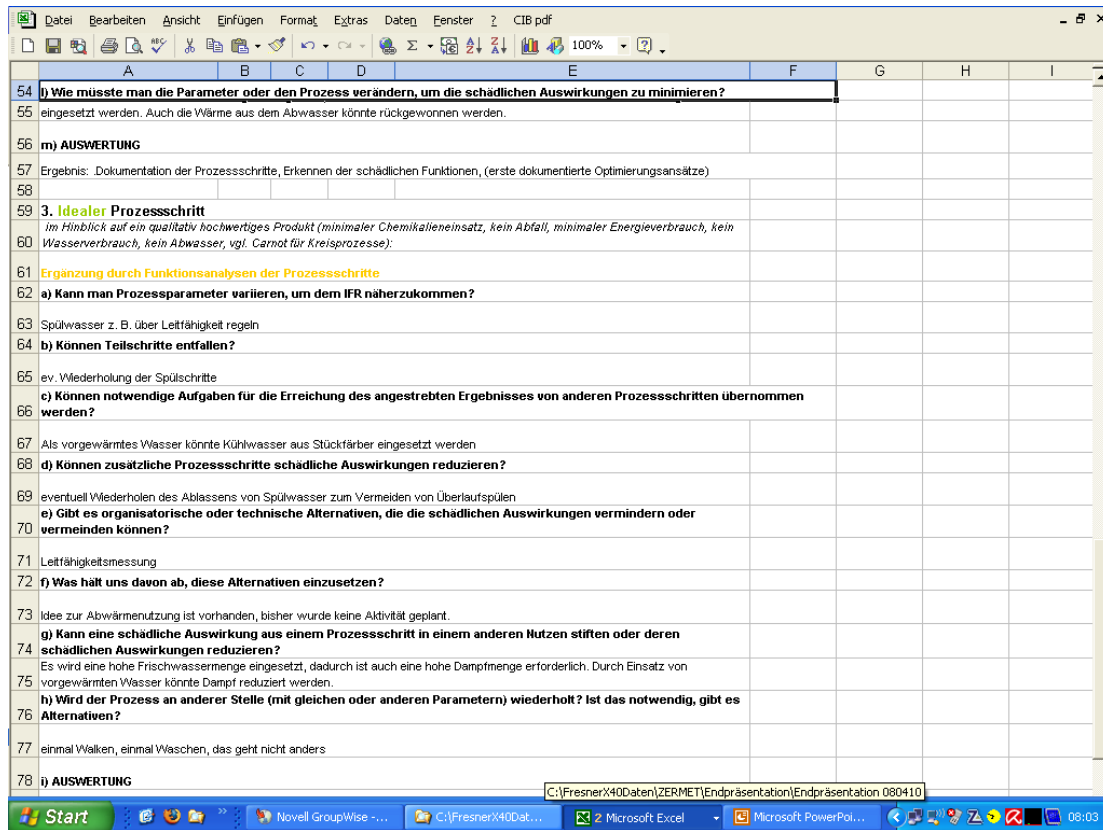 Datei Bearbeiten Ansicht Einfügen Format Extras Daten Fenster ? CIB pdf
100%
A B C D E F G H I
54 l) Wie müsste man die Parameter oder den Prozess verändern, um die schädlichen Auswirkungen zu minimieren?
55 eingesetzt werden. Auch die Wärme aus dem Abwasser könnte rückgewonnen werden.
56 m) AUSWERTUNG
57 Ergebnis: .Dokumentation der Prozessschritte, Erkennen der schädlichen Funktionen, (erste dokumentierte Optimierungsansätze)
58
59 3. Idealer Prozessschritt
im Hinblick auf ein qualitativ hochwertiges Produkt (minimaler Chemikalieneinsatz, kein Abfall, minimaler Energieverbrauch, kein
60 Wasserverbrauch, kein Abwasser, vgl. Carnot für Kreisprozesse):
61 Ergänzung durch Funktionsanalysen der Prozessschritte
62 a) Kann man Prozessparameter variieren, um dem IFR näherzukommen?
63 Spülwasser z. B. über Leitfähigkeit regeln
64 b) Können Teilschritte entfallen?
65 ev. Wiederholung der Spülschritte
c) Können notwendige Aufgaben für die Erreichung des angestrebten Ergebnisses von anderen Prozessschritten übernommen
66 werden?
67 Als vorgewärmtes Wasser könnte Kühlwasser aus Stückfärber eingesetzt werden
68 d) Können zusätzliche Prozessschritte schädliche Auswirkungen reduzieren?
69 eventuell Wiederholen des Ablassens von Spülwasser zum Vermeiden von Überlaufspülen
e) Gibt es organisatorische oder technische Alternativen, die die schädlichen Auswirkungen vermindern oder
70 vermeinden können?
71 Leitfähigkeitsmessung
72 f) Was hält uns davon ab, diese Alternativen einzusetzen?
73 Idee zur Abwärmenutzung ist vorhanden, bisher wurde keine Aktivität geplant.
g) Kann eine schädliche Auswirkung aus einem Prozessschritt in einem anderen Nutzen stiften oder deren
74 schädlichen Auswirkungen reduzieren?
Es wird eine hohe Frischwassermenge eingesetzt, dadurch ist auch eine hohe Dampfmenge erforderlich. Durch Einsatz von
75 vorgewärmten Wasser könnte Dampf reduziert werden.
h) Wird der Prozess an anderer Stelle (mit gleichen oder anderen Parametern) wiederholt? Ist das notwendig, gibt es
76 Alternativen?
77 einmal Walken, einmal Waschen, das geht nicht anders
78 i) AUSWERTUNG
C:\FresnerX40Daten\ZERMET\Endpräsentation\Endpräsentation 080410
Start Novell GroupWise -... C:\FresnerX40Dat... 2 Microsoft Excel Microsoft PowerPoi... 08:03